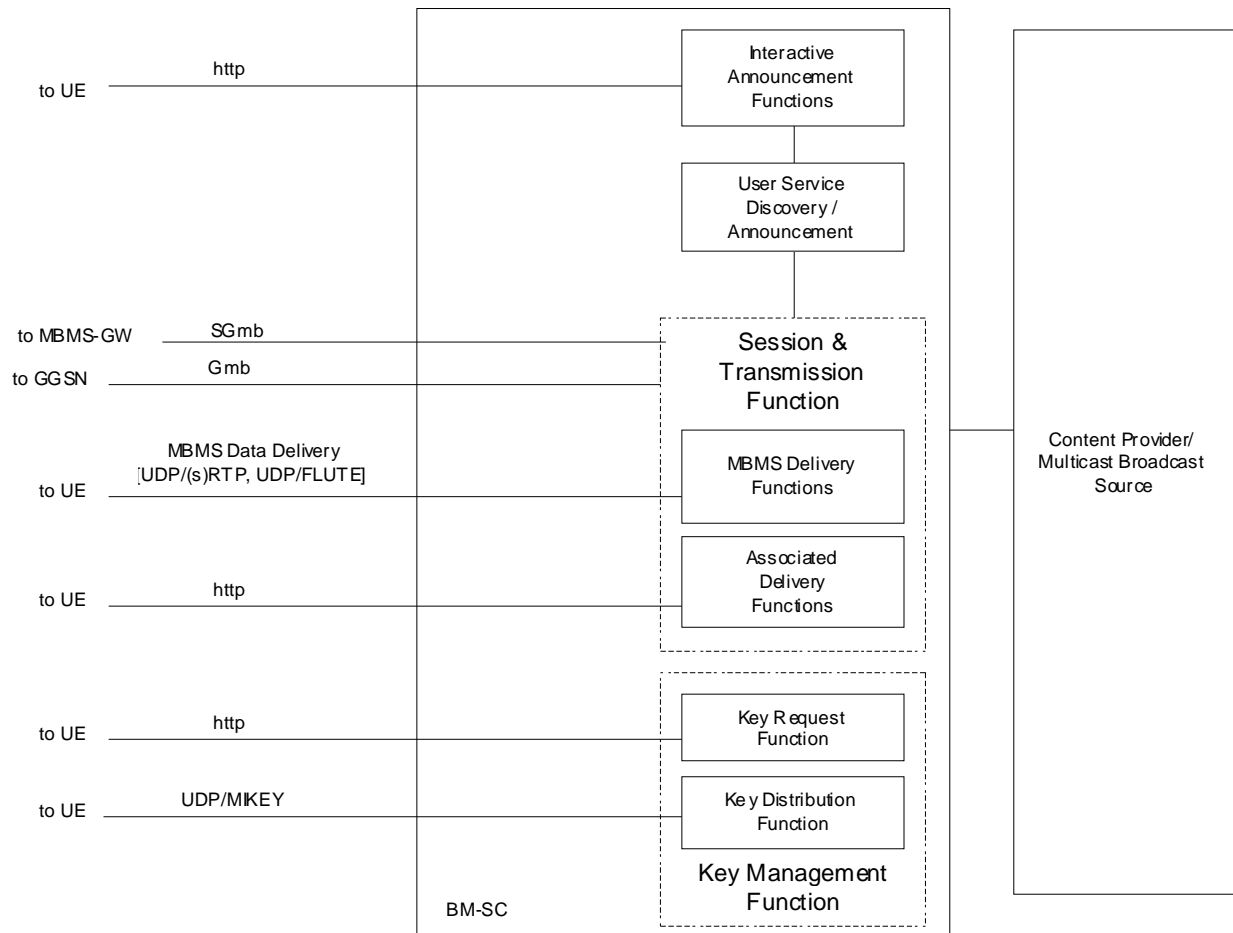 Interactive
Announcement
Functions
http
to UE
User Service
Discovery /
Announcement
to MBMS-GW
SGmb
to GGSN
Gmb
Session &
Transmission
Function
MBMS Data Delivery
[UDP/(s)RTP, UDP/FLUTE]
to UE
MBMS Delivery
Functions
Content Provider/
Multicast Broadcast
Source
Associated
Delivery
Functions
http
to UE
http
to UE
Key Request
Function
UDP/MIKEY
to UE
Key Distribution
Function
Key Management
Function
BM-SC